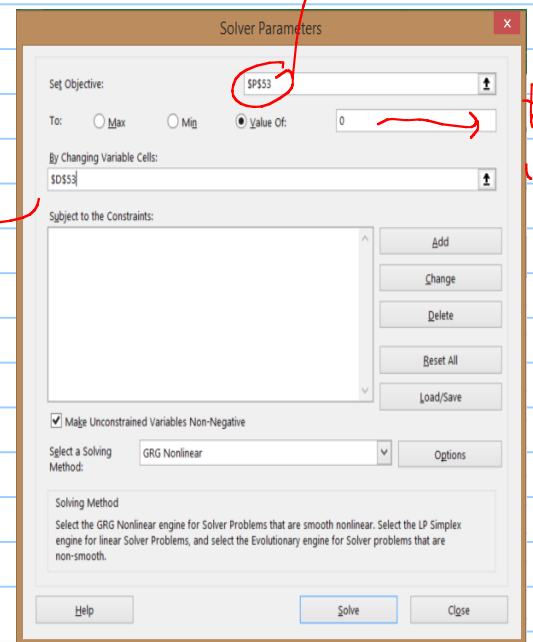 Solver Parameters
x
Set Objective:
$P$53
To:
Max
Min
Value Of:
0
By Changing Variable Cells:
$D$53
Subject to the Constraints:
Add
Change
Delete
Reset All
Load/Save
Make Unconstrained Variables Non-Negative
Select a Solving
Method:
GRG Nonlinear
Options
Solving Method
Select the GRG Nonlinear engine for Solver Problems that are smooth nonlinear. Select the LP Simplex
engine for linear Solver Problems, and select the Evolutionary engine for Solver problems that are
non-smooth.
Help
Solve
Close